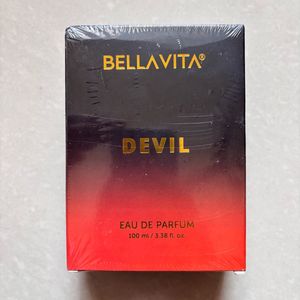 BELLAVITA®
DEVIL
EAU DE PARFUM
100 ml / 3.38 fl. oz.